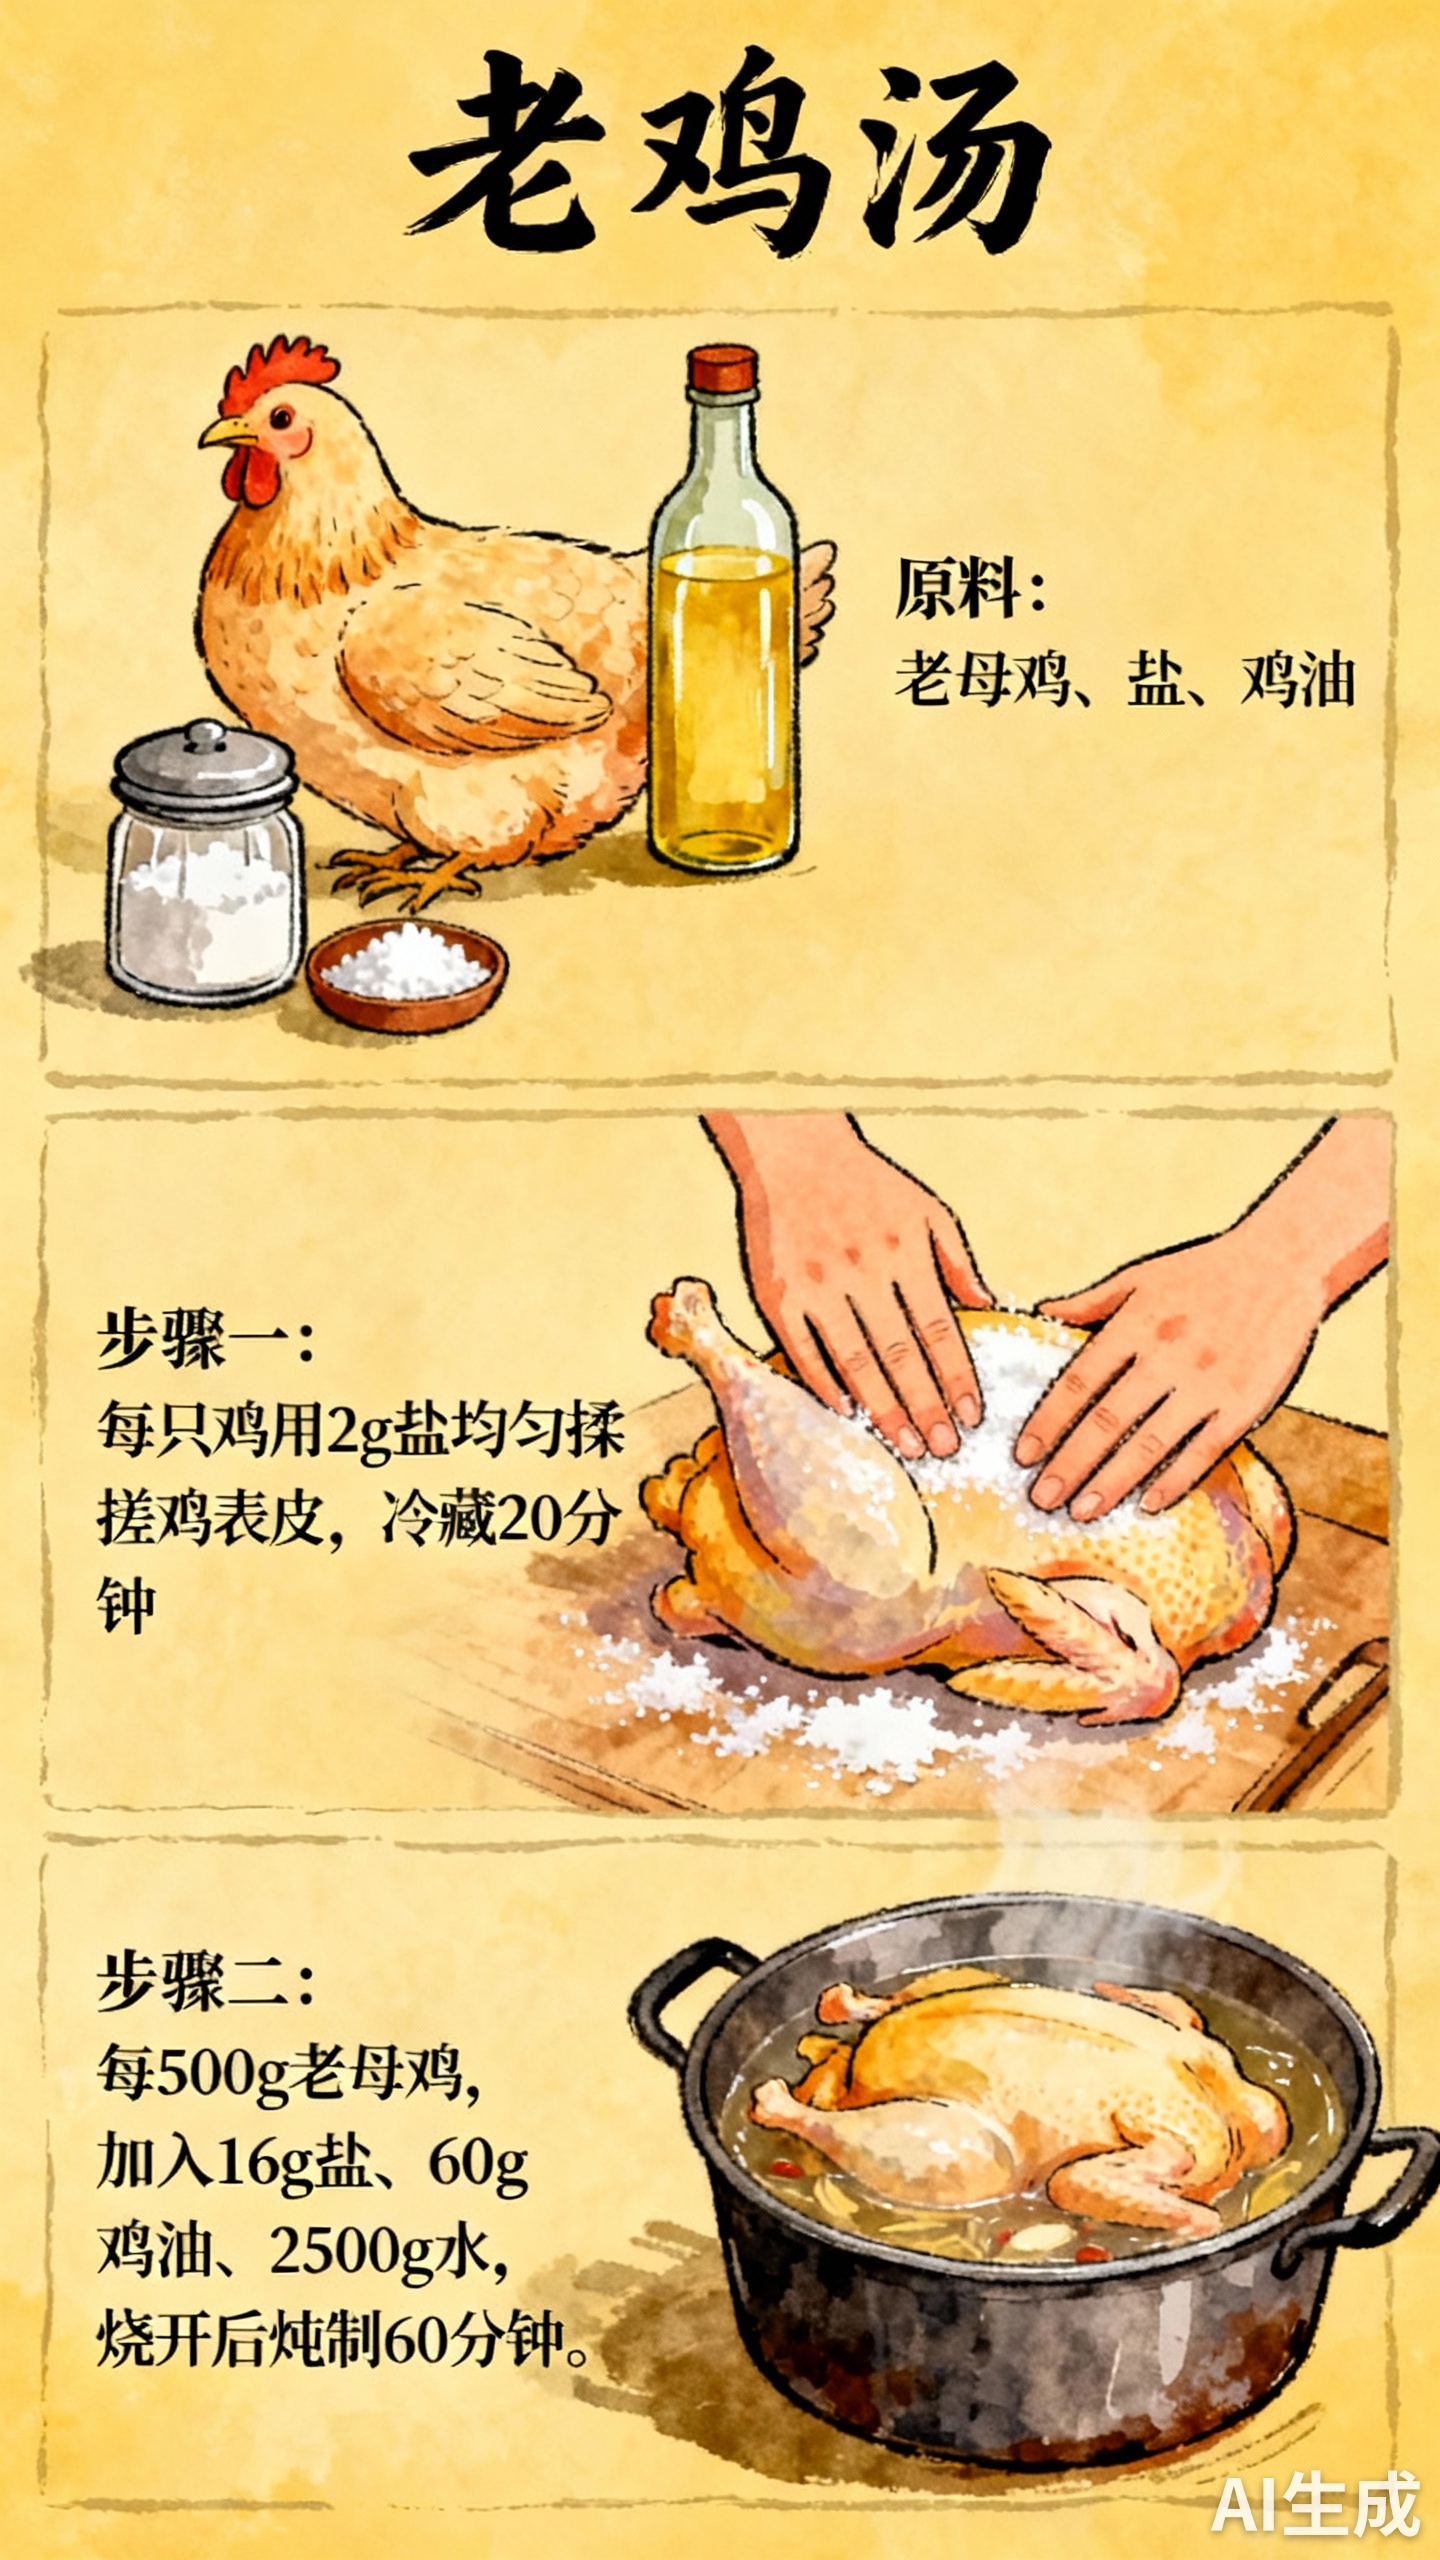 老鸡汤
原料：
老母鸡、盐、鸡油
步骤一：
每只鸡用2g盐均匀揉
搓鸡表皮，冷藏20分
钟
步骤二：
每500g老母鸡，
加入16g盐、60g
鸡油、2500g水，
烧开后炖制60分钟。
AI生成